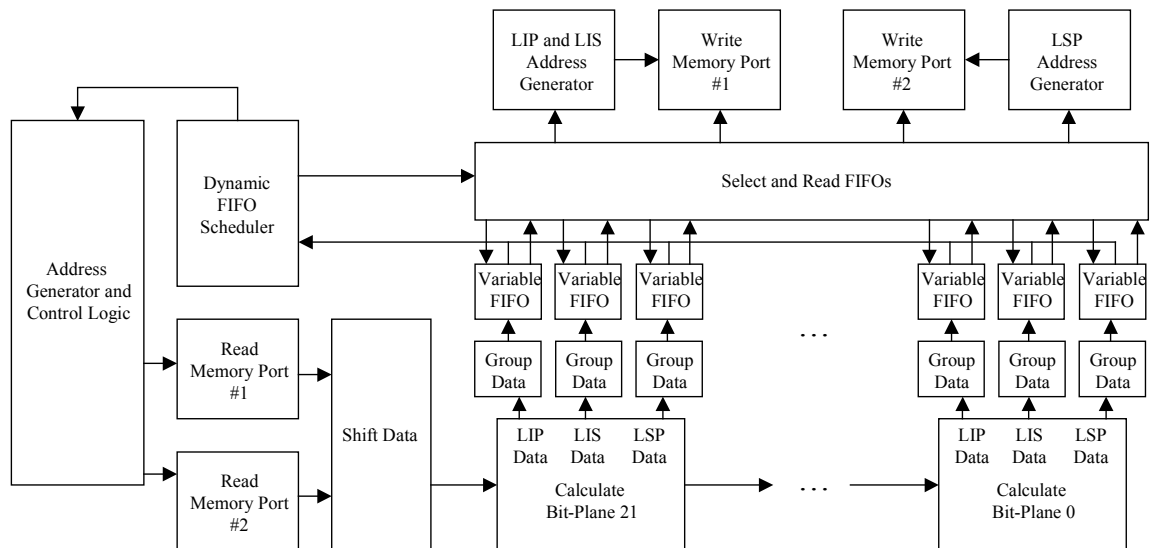 LIP and LIS
Address
Generator
Write
Memory Port
#1
Write
Memory Port
#2
LSP
Address
Generator
Dynamic
FIFO
Scheduler
Select and Read FIFOs
Address
Generator and
Control Logic
Variable
FIFO
Variable
FIFO
Variable
FIFO
Variable
FIFO
Variable
FIFO
Variable
FIFO
. . .
Read
Memory Port
#1
Group
Data
Group
Data
Group
Data
Group
Data
Group
Data
Group
Data
Shift Data
LIP
Data
LIS
Data
LSP
Data
Calculate
Bit-Plane 21
. . .
LIP
Data
LIS
Data
LSP
Data
Calculate
Bit-Plane 0
Read
Memory Port
#2